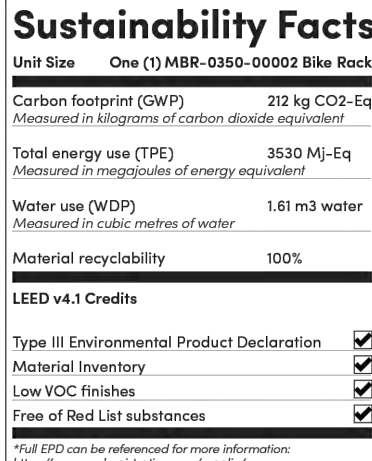 Sustainability Facts
Unit Size One (1) MBR-0350-00002 Bike Rack
Carbon footprint (GWP) 212 kg CO2-Eq
Measured in kilograms of carbon dioxide equivalent
Total energy use (TPE) 3530 Mj-Eq
Measured in megajoules of energy equivalent
Water use (WDP) 1.61 m3 water
Measured in cubic metres of water
Material recyclability 100%
LEED v4.1 Credits
Type III Environmental Product Declaration
Material Inventory
Low VOC finishes
Free of Red List substances
*Full EPD can be referenced for more information: